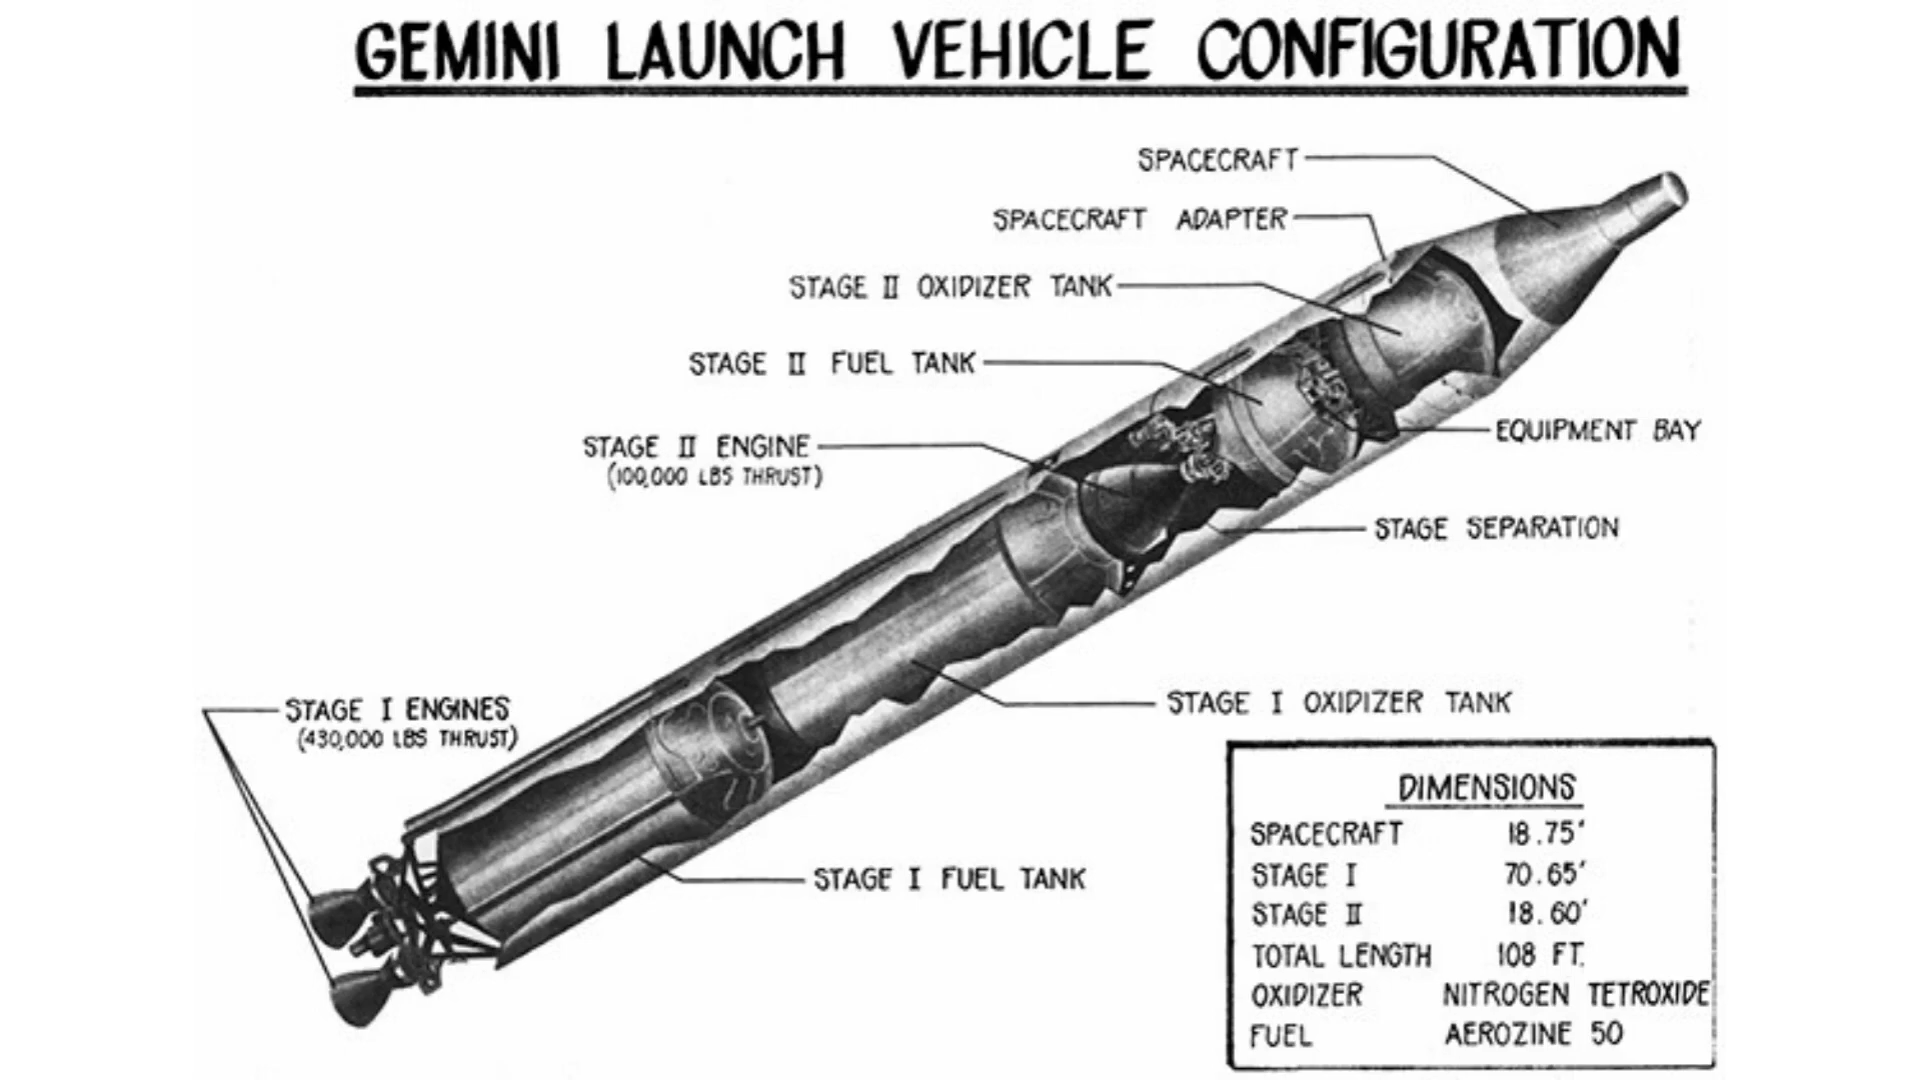 GEMINI LAUNCH VEHICLE CONFIGURATION
SPACECRAFT
SPACECRAFT ADAPTER
STAGE II OXIDIZER TANK
STAGE II FUEL TANK
EQUIPMENT BAY
STAGE II ENGINE
(100,000 LBS THRUST)
STAGE SEPARATION
STAGE I ENGINES
(430,000 LBS THRUST)
STAGE I OXIDIZER TANK
STAGE I FUEL TANK
DIMENSIONS
SPACECRAFT 18.75'
STAGE I 70.65'
STAGE II 18.60'
TOTAL LENGTH 108 FT.
OXIDIZER NITROGEN TETROXIDE
FUEL AEROZINE 50